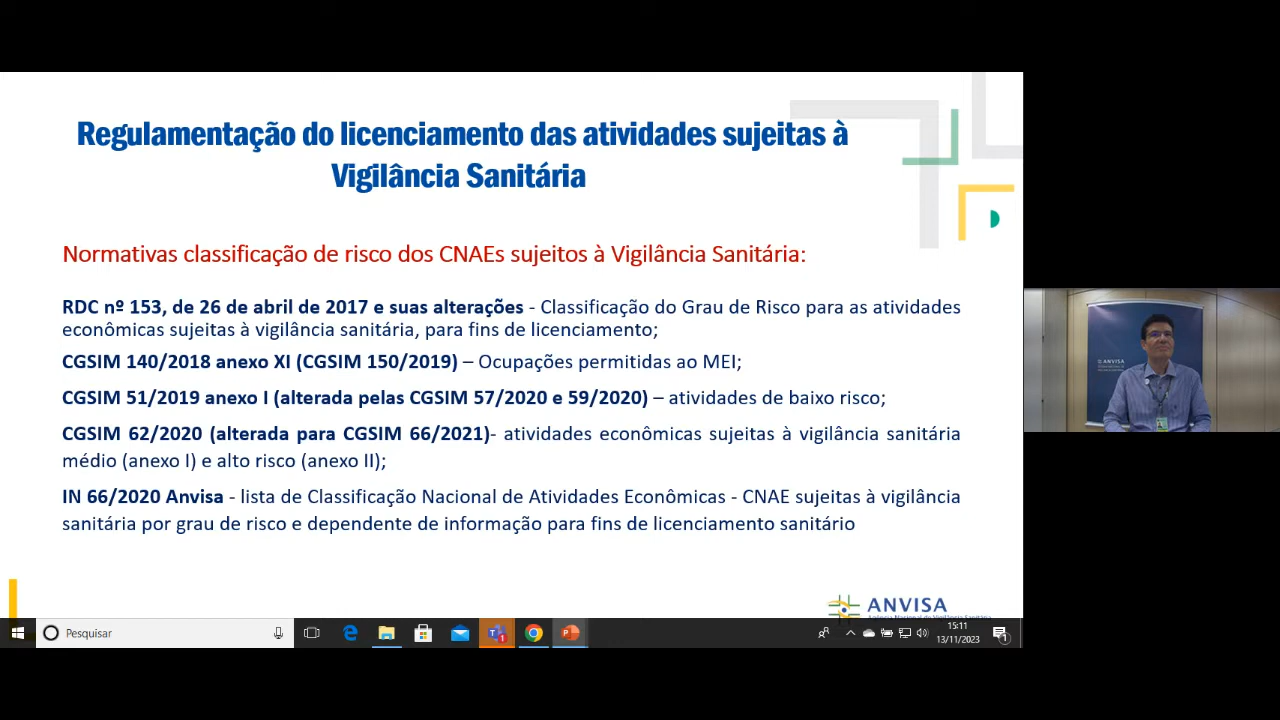 Regulamentação do licenciamento das atividades sujeitas à
Vigilância Sanitária
Normativas classificação de risco dos CNAEs sujeitos à Vigilância Sanitária:
RDC nº 153, de 26 de abril de 2017 e suas alterações - Classificação do Grau de Risco para as atividades
econômicas sujeitas à vigilância sanitária, para fins de licenciamento;
CGSIM 140/2018 anexo XI (CGSIM 150/2019) – Ocupações permitidas ao MEI;
CGSIM 51/2019 anexo I (alterada pelas CGSIM 57/2020 e 59/2020) – atividades de baixo risco;
CGSIM 62/2020 (alterada para CGSIM 66/2021)- atividades econômicas sujeitas à vigilância sanitária
médio (anexo I) e alto risco (anexo II);
IN 66/2020 Anvisa - lista de Classificação Nacional de Atividades Econômicas - CNAE sujeitas à vigilância
sanitária por grau de risco e dependente de informação para fins de licenciamento sanitário
ANVISA
Agência Nacional de Vigilância Sanitária
Pesquisar
15:11
13/11/2023
ANVISA